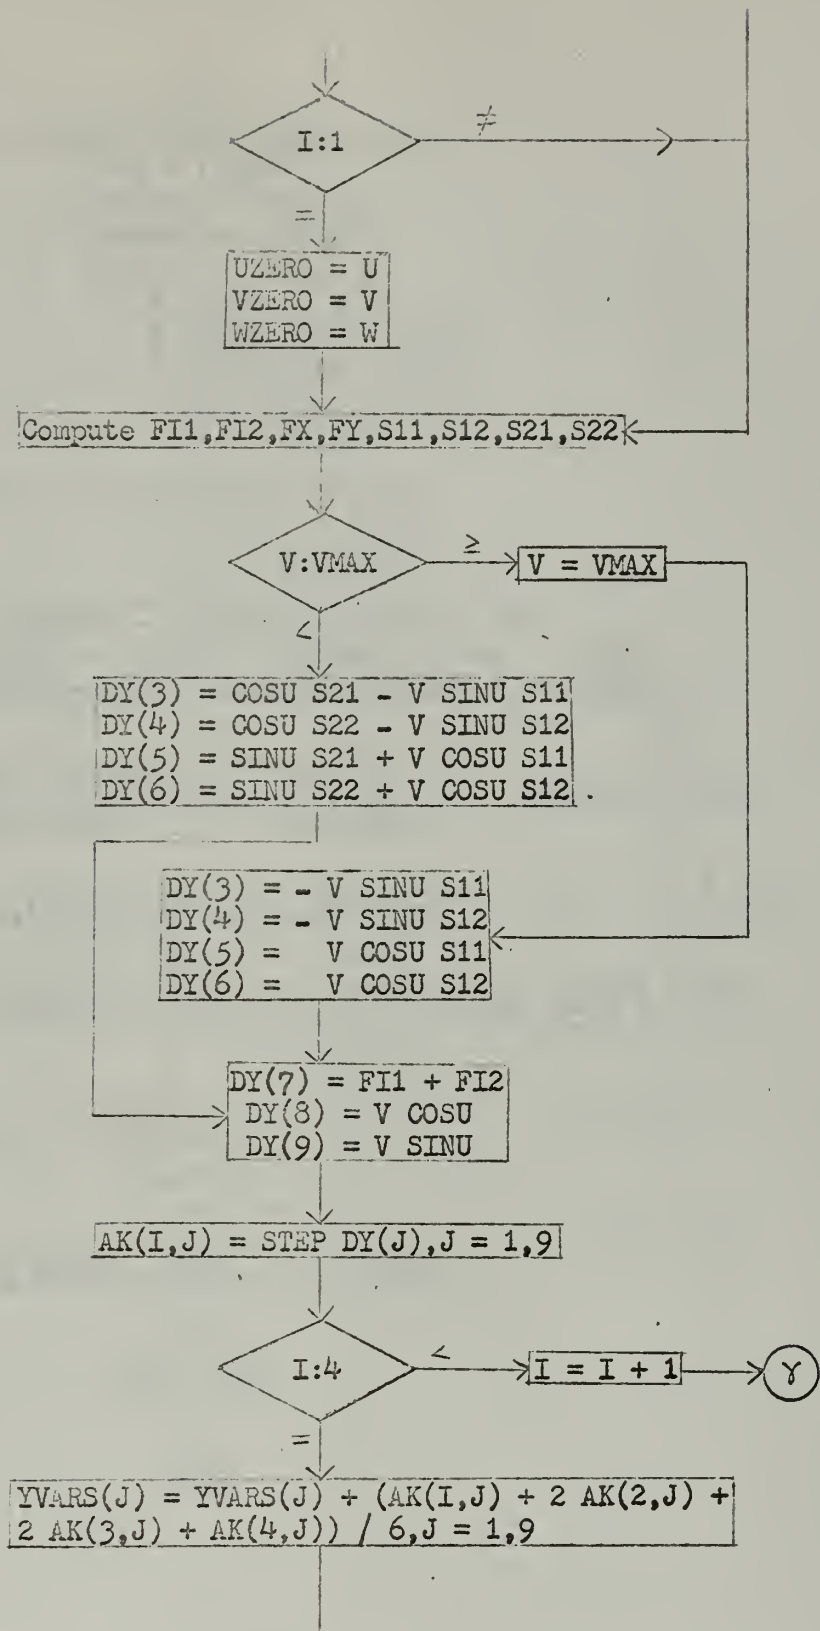 I:1
≠
=
UZERO = U
VZERO = V
WZERO = W
Compute FI1,FI2,FX,FY,S11,S12,S21,S22
V:VMAX
≥
V = VMAX
<
DY(3) = COSU S21 - V SINU S11
DY(4) = COSU S22 - V SINU S12
DY(5) = SINU S21 + V COSU S11
DY(6) = SINU S22 + V COSU S12
DY(3) = - V SINU S11
DY(4) = - V SINU S12
DY(5) = V COSU S11
DY(6) = V COSU S12
DY(7) = FI1 + FI2
DY(8) = V COSU
DY(9) = V SINU
AK(I,J) = STEP DY(J),J = 1,9
I:4
<
I = I + 1
γ
=
YVARS(J) = YVARS(J) + (AK(I,J) + 2 AK(2,J) +
2 AK(3,J) + AK(4,J)) / 6,J = 1,9